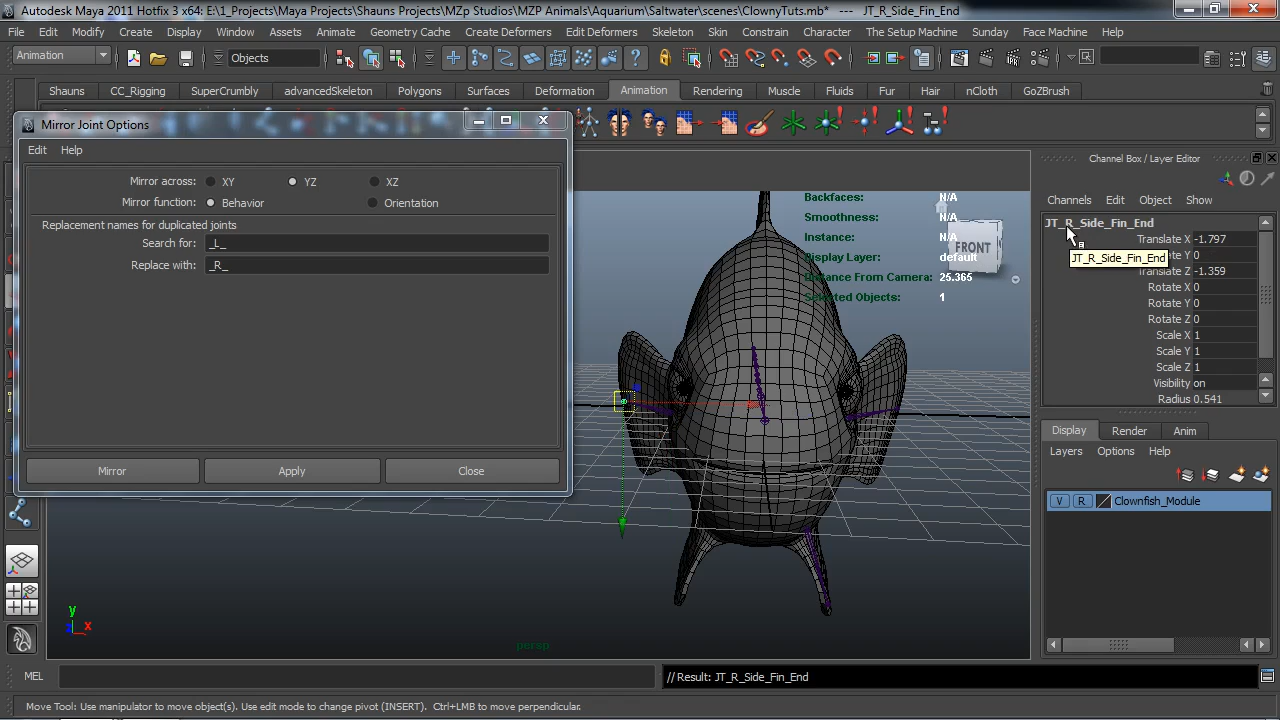 Autodesk Maya 2011 Hotfix 3 x64: E:\1_Projects\Maya Projects\Shauns Projects\MZp Studios\MZP Animals\Aquarium\Saltwater\scenes\ClownyTuts.mb* --- JT_R_Side_Fin_End
File Edit Modify Create Display Window Assets Animate Geometry Cache Create Deformers Edit Deformers Skeleton Skin Constrain Character The Setup Machine Sunday Face Machine Help
Animation Objects
Shauns CC_Rigging SuperCrumbly advancedSkeleton Polygons Surfaces Deformation Animation Rendering Muscle Fluids Fur Hair nCloth GoZBrush
Mirror Joint Options
Edit Help
Mirror across: XY YZ XZ
Mirror function: Behavior Orientation
Replacement names for duplicated joints
Search for: _L_
Replace with: _R_
Mirror Apply Close
Backfaces: N/A
Smoothness: N/A
Instance: N/A
Display Layer: default
Distance From Camera: 25.365
Selected Objects: 1
FRONT
persp
y
z x
Channel Box / Layer Editor
Channels Edit Object Show
JT_R_Side_Fin_End
Translate X -1.797
JT_R_Side_Fin_End
ate Y 0
Translate Z -1.359
Rotate X 0
Rotate Y 0
Rotate Z 0
Scale X 1
Scale Y 1
Scale Z 1
Visibility on
Radius 0.541
Display Render Anim
Layers Options Help
V R Clownfish_Module
MEL // Result: JT_R_Side_Fin_End
Move Tool: Use manipulator to move object(s). Use edit mode to change pivot (INSERT). Ctrl+LMB to move perpendicular.